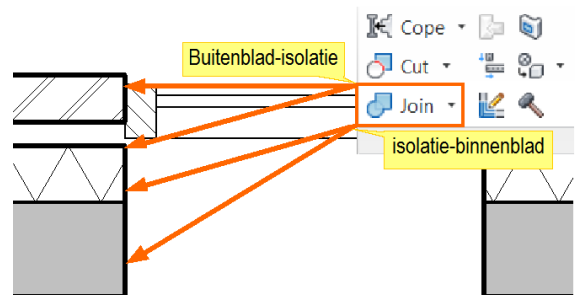 Cope
Buitenblad-isolatie
Cut
Join
isolatie-binnenblad